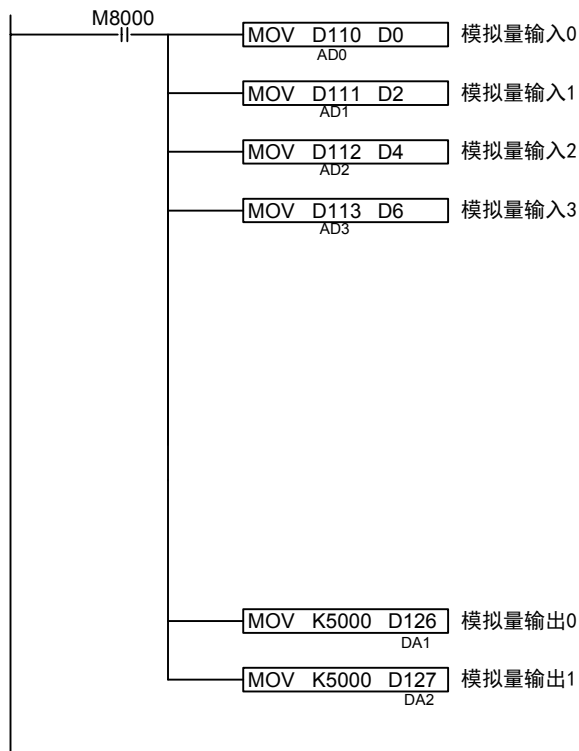 M8000
MOV D110 D0 模拟量输入0
AD0
MOV D111 D2 模拟量输入1
AD1
MOV D112 D4 模拟量输入2
AD2
MOV D113 D6 模拟量输入3
AD3
MOV K5000 D126 模拟量输出0
DA1
MOV K5000 D127 模拟量输出1
DA2